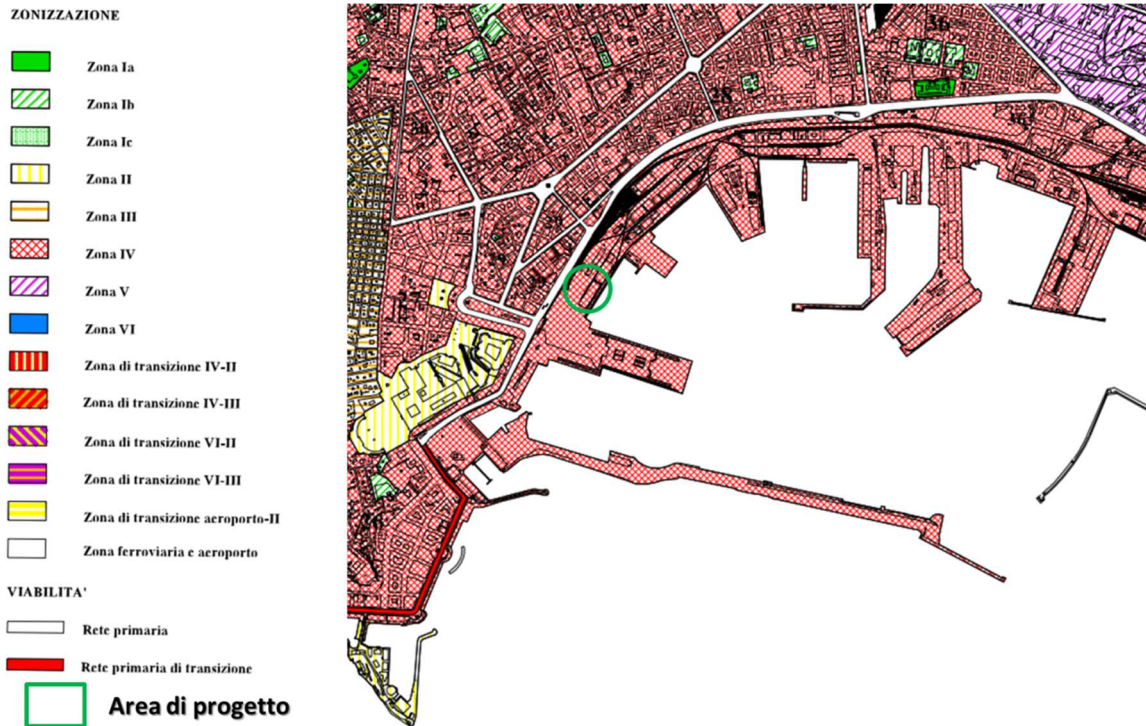 ZONIZZAZIONE
Zona Ia
Zona Ib
Zona Ic
Zona II
Zona III
Zona IV
Zona V
Zona VI
Zona di transizione IV-II
Zona di transizione IV-III
Zona di transizione VI-II
Zona di transizione VI-III
Zona di transizione aeroporto-II
Zona ferroviaria e aeroporto
VIABILITA'
Rete primaria
Rete primaria di transizione
Area di progetto
36
28